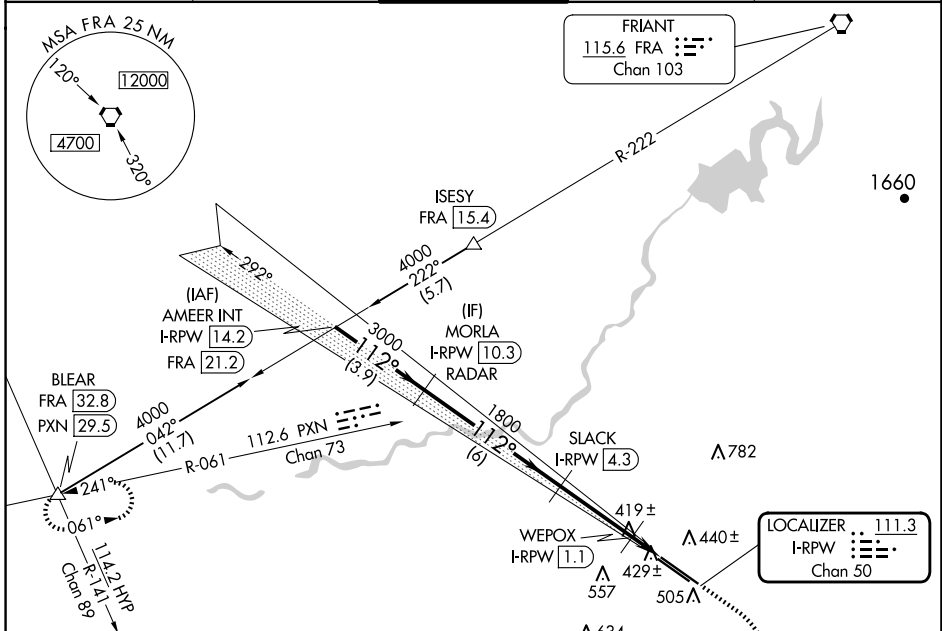 MSA FRA 25 NM
120°
12000
4700
320°
FRIANT
115.6 FRA
Chan 103
R-222
1660
ISESY
FRA 15.4
4000
222°
(5.7)
292°
(IAF)
AMEER INT
I-RPW 14.2
FRA 21.2
(IF)
MORLA
I-RPW 10.3
RADAR
3000
112°
(3.9)
BLEAR
FRA 32.8
PXN 29.5
4000
042°
(11.7)
112.6 PXN
Chan 73
R-061
1800
112°
(6)
SLACK
I-RPW 4.3
782
241°
061°
114.2 HYP
R-141
Chan 89
419±
WEPOX
I-RPW 1.1
440±
429±
557
505
LOCALIZER 111.3
I-RPW
Chan 50
634